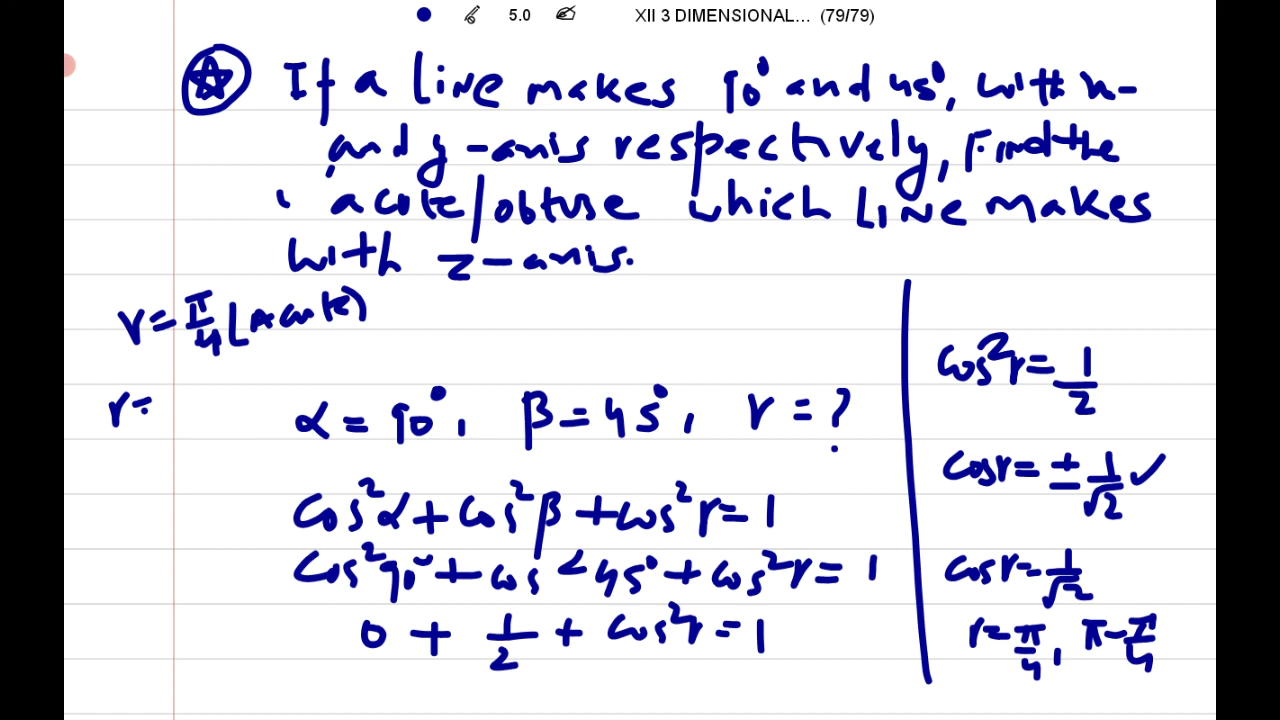 5.0 XII 3 DIMENSIONAL... (79/79)
If a line makes 90° and 45°, with x-
and y-axis respectively, Find the
acute/obtuse which line makes
with z-axis.
γ = π/4 (Acute)
γ =
α = 90°, β = 45°, γ = ?
cos²α + cos²β + cos²γ = 1
cos²90° + cos²45° + cos²γ = 1
0 + 1/2 + cos²γ = 1
cos²γ = 1/2
cosγ = ± 1/√2 ✓
cosγ = 1/√2
γ = π/4, π - π/4